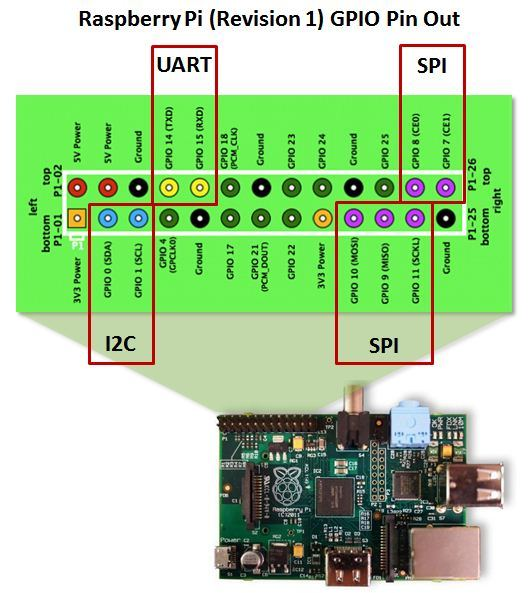 Raspberry Pi (Revision 1) GPIO Pin Out
UART
SPI
5V Power
5V Power
Ground
GPIO 14 (TXD)
GPIO 15 (RXD)
GPIO 18
(PCM_CLK)
Ground
GPIO 23
GPIO 24
Ground
GPIO 25
GPIO 8 (CE0)
GPIO 7 (CE1)
left
top
P1-02
bottom
P1-01
P1-26
top
right
P1-25
bottom
P1
3V3 Power
GPIO 0 (SDA)
GPIO 1 (SCL)
GPIO 4
(GPCLK0)
Ground
GPIO 17
GPIO 21
(PCM_DOUT)
GPIO 22
3V3 Power
GPIO 10 (MOSI)
GPIO 9 (MISO)
GPIO 11 (SCKL)
Ground
I2C
SPI
Raspberry Pi
(C)2011
Power